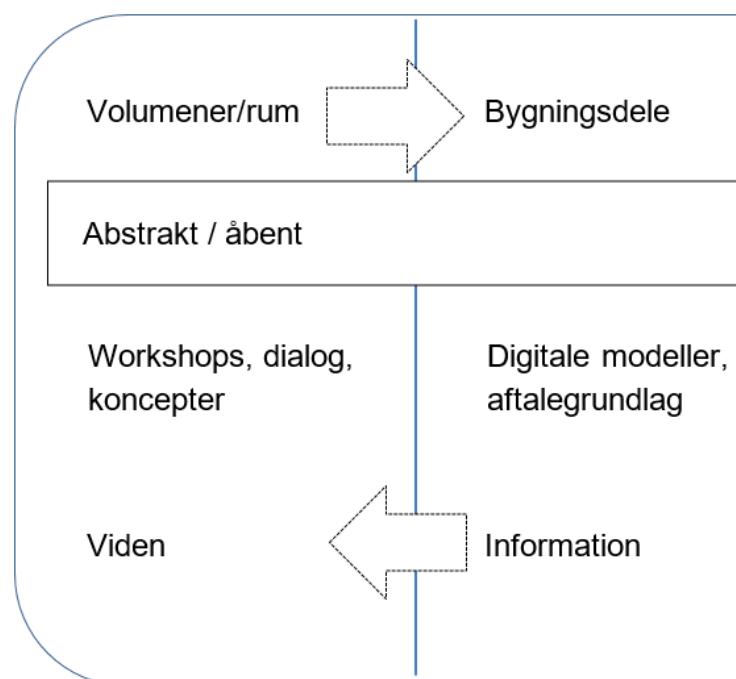 Volumener/rum
Bygningsdele
Abstrakt / åbent
Workshops, dialog,
koncepter
Digitale modeller,
aftalegrundlag
Viden
Information